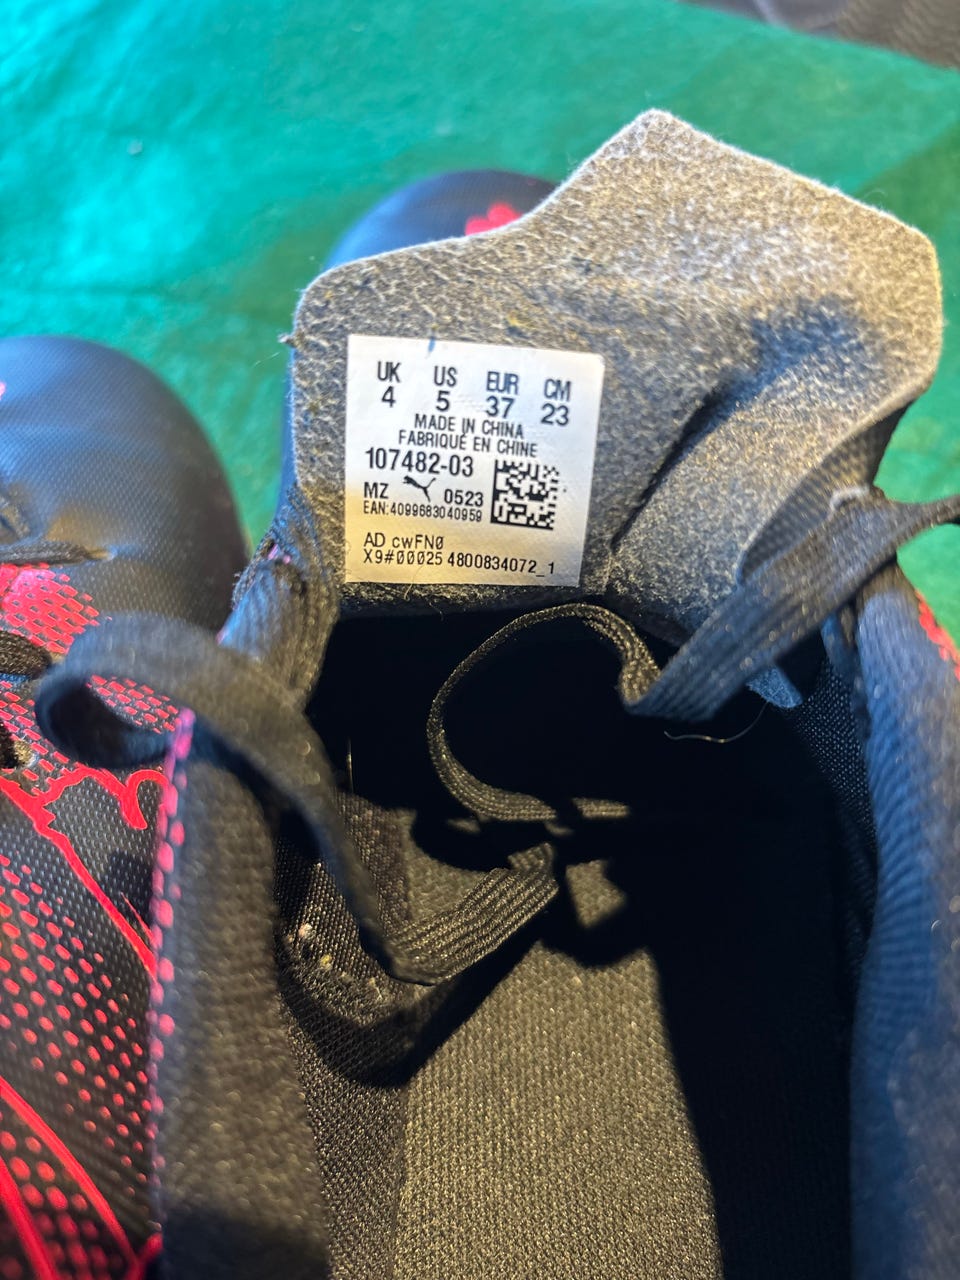 UK US EUR CM
4 5 37 23
MADE IN CHINA
FABRIQUÉ EN CHINE
107482-03
MZ 0523
EAN:4099683040959
AD cwFN0
X9#00025 4800834072_1